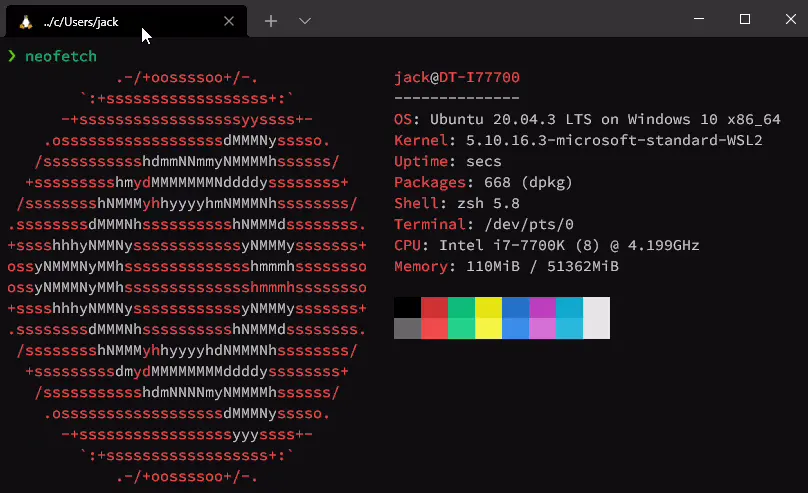 ../c/Users/jack
❯ neofetch
.-/+oossssoo+/-.
`:+ssssssssssssssssss+:`
-+ssssssssssssssssssyyssss+-
.ossssssssssssssssssdMMMNysssso.
/ssssssssssshdmmNNmmyNMMMMhssssss/
+ssssssssshmydMMMMMMMNddddyssssssss+
/sssssssshNMMMyhhyyyyhmNMMMNhssssssss/
.ssssssssdMMMNhsssssssssshNMMMdssssssss.
+sssshhhyNMMNyssssssssssssyNMMMysssssss+
ossyNMMMNyMMhsssssssssssssshmmmhssssssso
ossyNMMMNyMMhsssssssssssssshmmmhssssssso
+sssshhhyNMMNyssssssssssssyNMMMysssssss+
.ssssssssdMMMNhsssssssssshNMMMdssssssss.
/sssssssshNMMMyhhyyyyhdNMMMNhssssssss/
+sssssssssdmydMMMMMMMMddddyssssssss+
/ssssssssssshdmNNNNmyNMMMMhssssss/
.ossssssssssssssssssdMMMNysssso.
-+sssssssssssssssssyyyssss+-
`:+ssssssssssssssssss+:`
.-/+oossssoo+/-.
jack@DT-I77700
--------------
OS: Ubuntu 20.04.3 LTS on Windows 10 x86_64
Kernel: 5.10.16.3-microsoft-standard-WSL2
Uptime: secs
Packages: 668 (dpkg)
Shell: zsh 5.8
Terminal: /dev/pts/0
CPU: Intel i7-7700K (8) @ 4.199GHz
Memory: 110MiB / 51362MiB